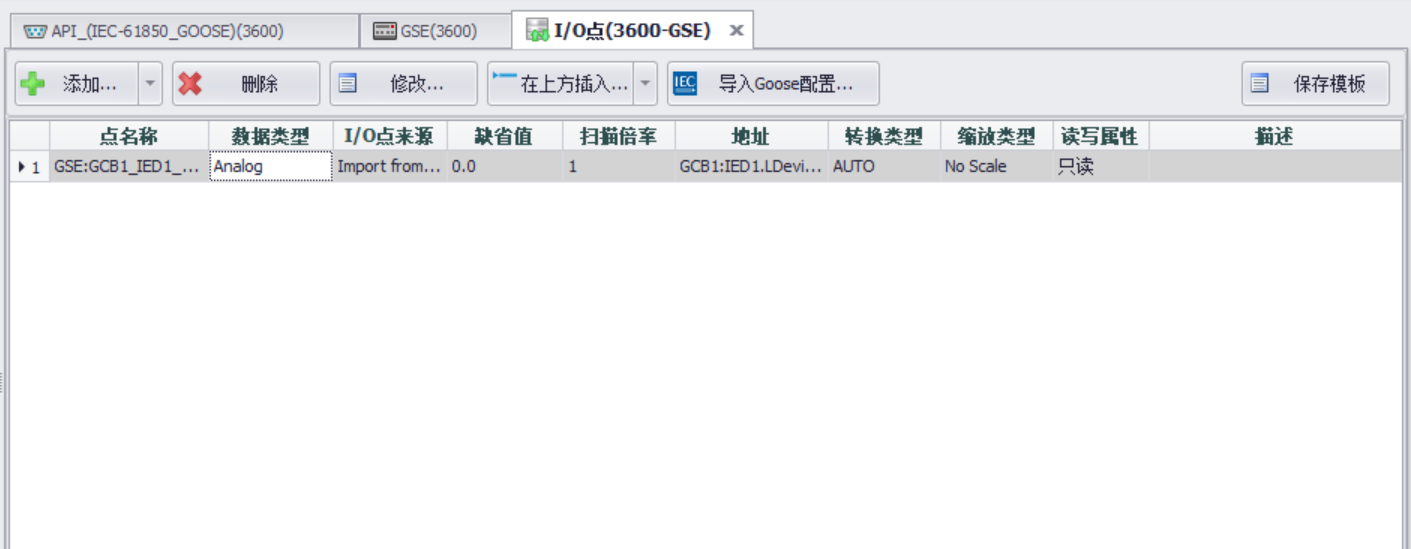 API_(IEC-61850_GOOSE)(3600) GSE(3600) I/O点(3600-GSE)
添加... 删除 修改... 在上方插入... IEC 导入Goose配置... 保存模板
点名称 数据类型 I/O点来源 缺省值 扫描倍率 地址 转换类型 缩放类型 读写属性 描述
1 GSE:GCB1_IED1_... Analog Import from... 0.0 1 GCB1:IED1.LDevi... AUTO No Scale 只读